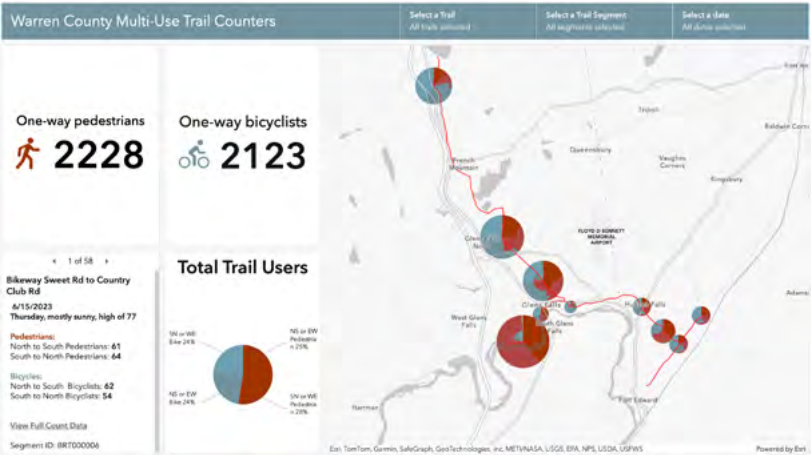 Warren County Multi-Use Trail Counters
Select a Trail
All trails selected
Select a Trail Segment
All segments selected
Select a date
All dates selected
One-way pedestrians
2228
One-way bicyclists
2123
1 of 58
Bikeway Sweet Rd to Country
Club Rd
6/15/2023
Thursday, mostly sunny, high of 77
Pedestrians:
North to South Pedestrians: 61
South to North Pedestrians: 64
Bicycles:
North to South Bicyclists: 62
South to North Bicyclists: 54
View Full Count Data
Segment ID: BRT000006
Total Trail Users
SN or WE
Bike 24%
NS or EW
Bike 24%
NS or EW
Pedestria
n 25%
SN or WE
Pedestria
French
Mountain
Queensbury
Vaughns
Corners
Kingsbury
Baldwin Corn
FLOYD D BENNETT
MEMORIAL
AIRPORT
Glens Falls
West Glens
Falls
South Glens
Falls
Falls
Fort Edward
Adams
Esri, TomTom, Garmin, SafeGraph, GeoTechnologies, Inc, METI/NASA, USGS, EPA, NPS, USDA, USFWS
Powered by Esri